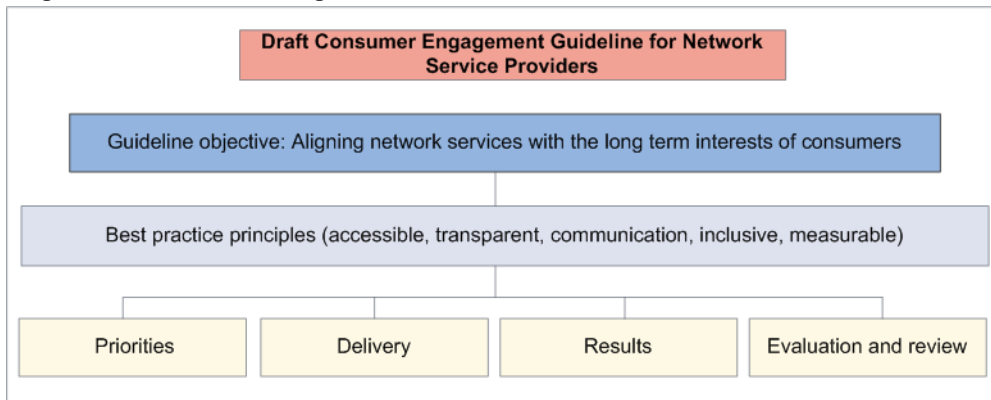 Draft Consumer Engagement Guideline for Network
Service Providers
Guideline objective: Aligning network services with the long term interests of consumers
Best practice principles (accessible, transparent, communication, inclusive, measurable)
Priorities
Delivery
Results
Evaluation and review